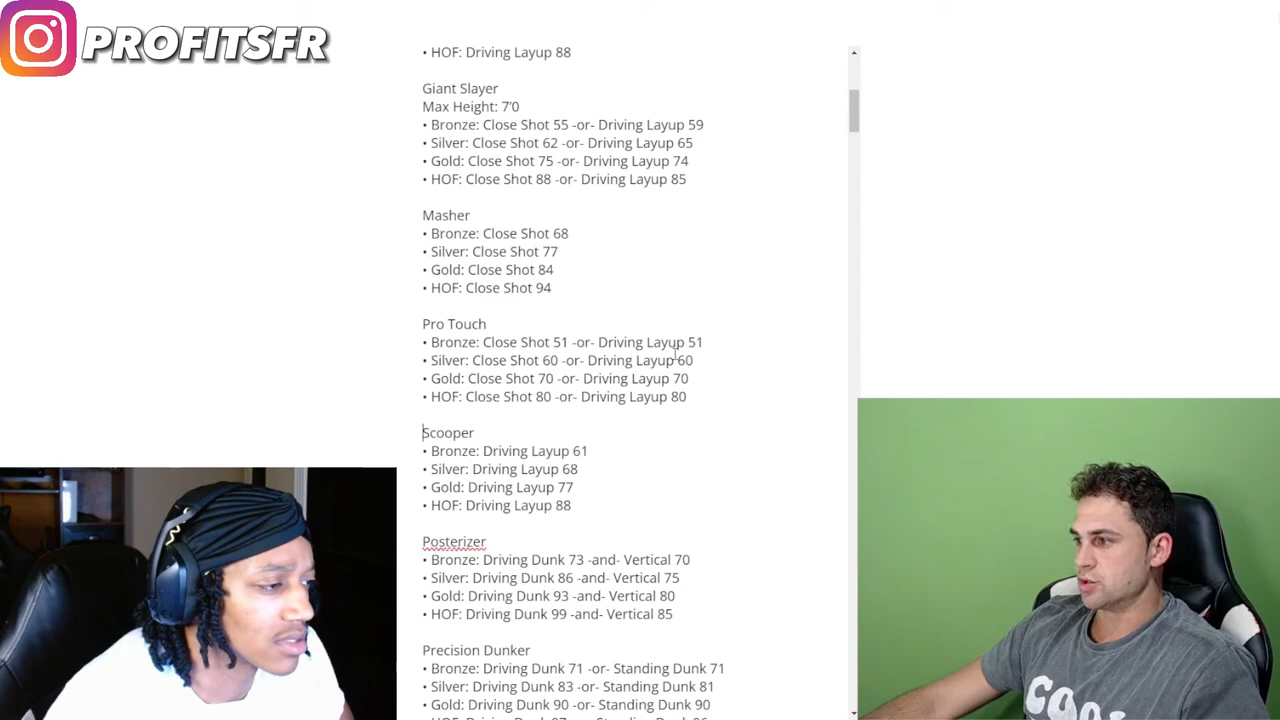 PROFITSFR
• HOF: Driving Layup 88
Giant Slayer
Max Height: 7'0
• Bronze: Close Shot 55 -or- Driving Layup 59
• Silver: Close Shot 62 -or- Driving Layup 65
• Gold: Close Shot 75 -or- Driving Layup 74
• HOF: Close Shot 88 -or- Driving Layup 85
Masher
• Bronze: Close Shot 68
• Silver: Close Shot 77
• Gold: Close Shot 84
• HOF: Close Shot 94
Pro Touch
• Bronze: Close Shot 51 -or- Driving Layup 51
• Silver: Close Shot 60 -or- Driving Layup 60
• Gold: Close Shot 70 -or- Driving Layup 70
• HOF: Close Shot 80 -or- Driving Layup 80
Scooper
• Bronze: Driving Layup 61
• Silver: Driving Layup 68
• Gold: Driving Layup 77
• HOF: Driving Layup 88
Posterizer
• Bronze: Driving Dunk 73 -and- Vertical 70
• Silver: Driving Dunk 86 -and- Vertical 75
• Gold: Driving Dunk 93 -and- Vertical 80
• HOF: Driving Dunk 99 -and- Vertical 85
Precision Dunker
• Bronze: Driving Dunk 71 -or- Standing Dunk 71
• Silver: Driving Dunk 83 -or- Standing Dunk 81
• Gold: Driving Dunk 90 -or- Standing Dunk 90